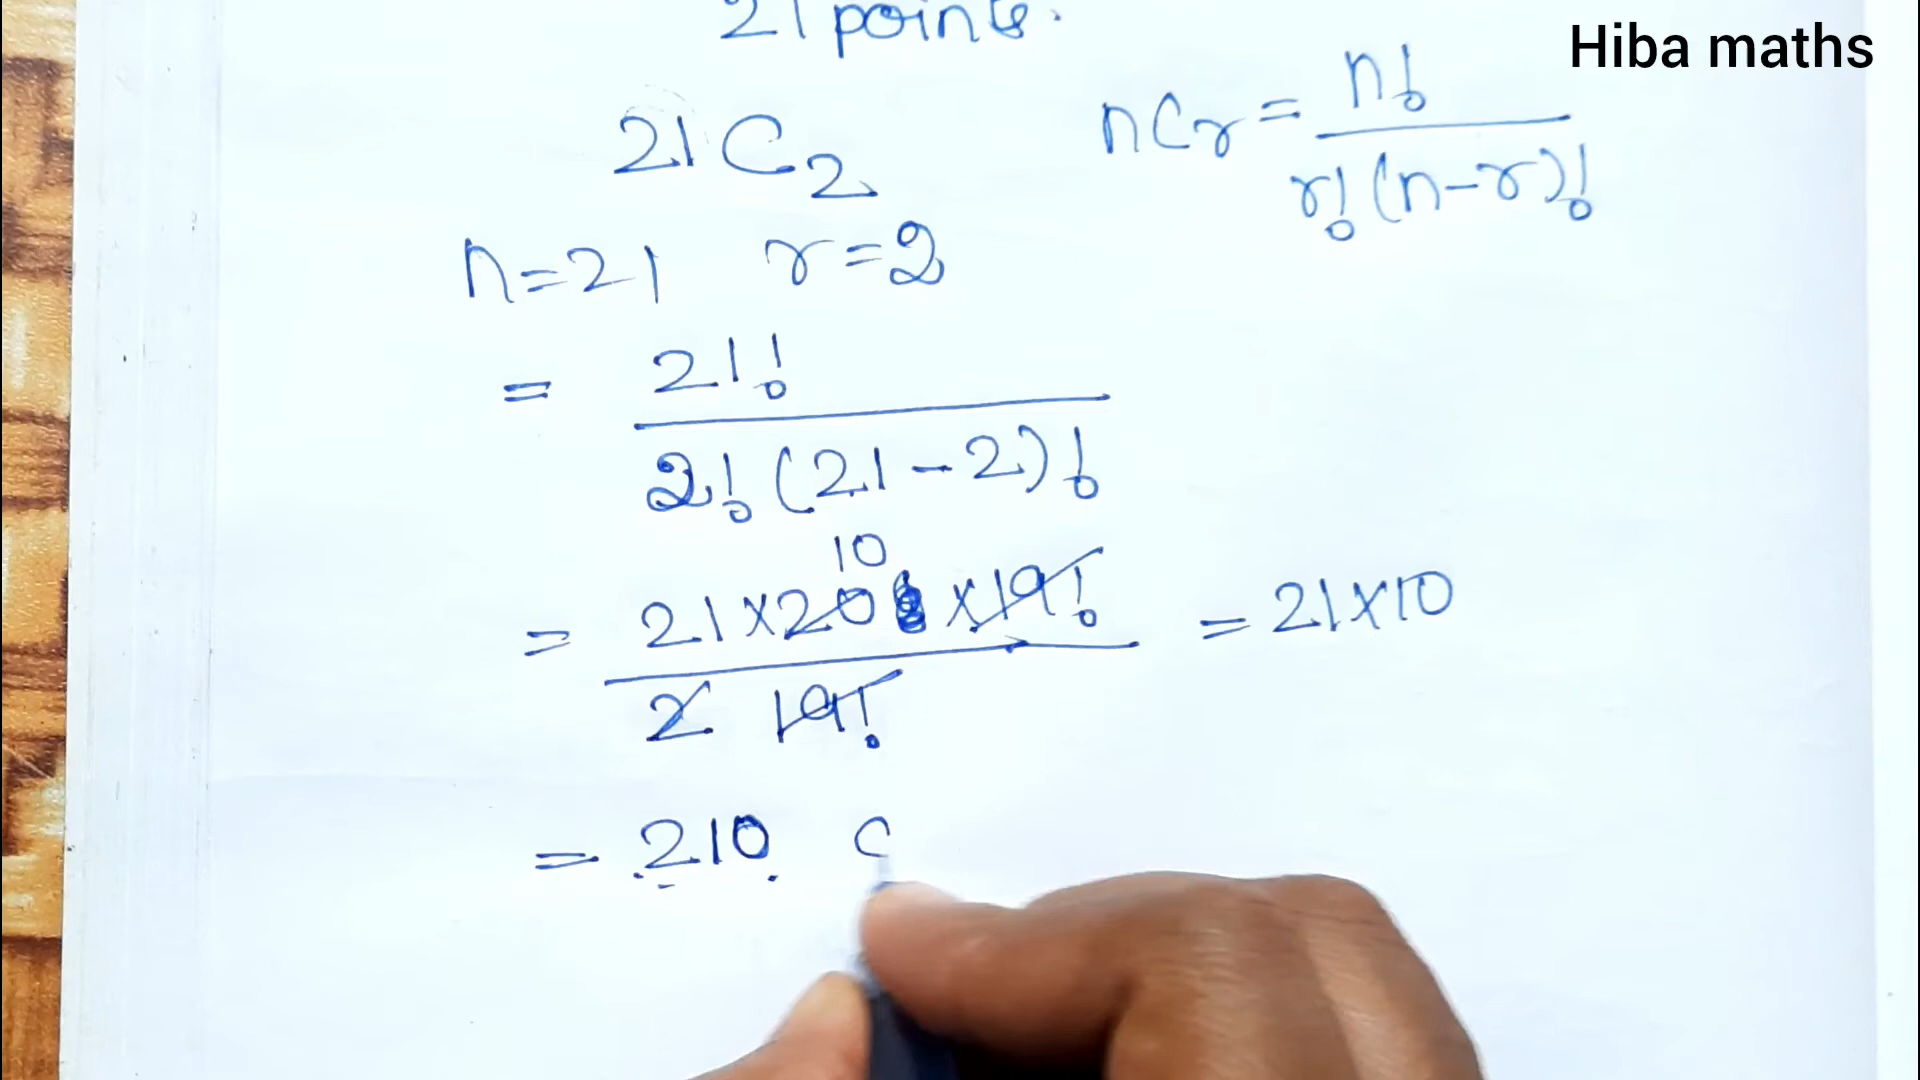 21 points.
Hiba maths
21C2
nCr = n! / r!(n-r)!
n=21 r=2
= 21! / 2!(21-2)!
10
= 21×20 ×19! / 2 19! = 21×10
= 210 c